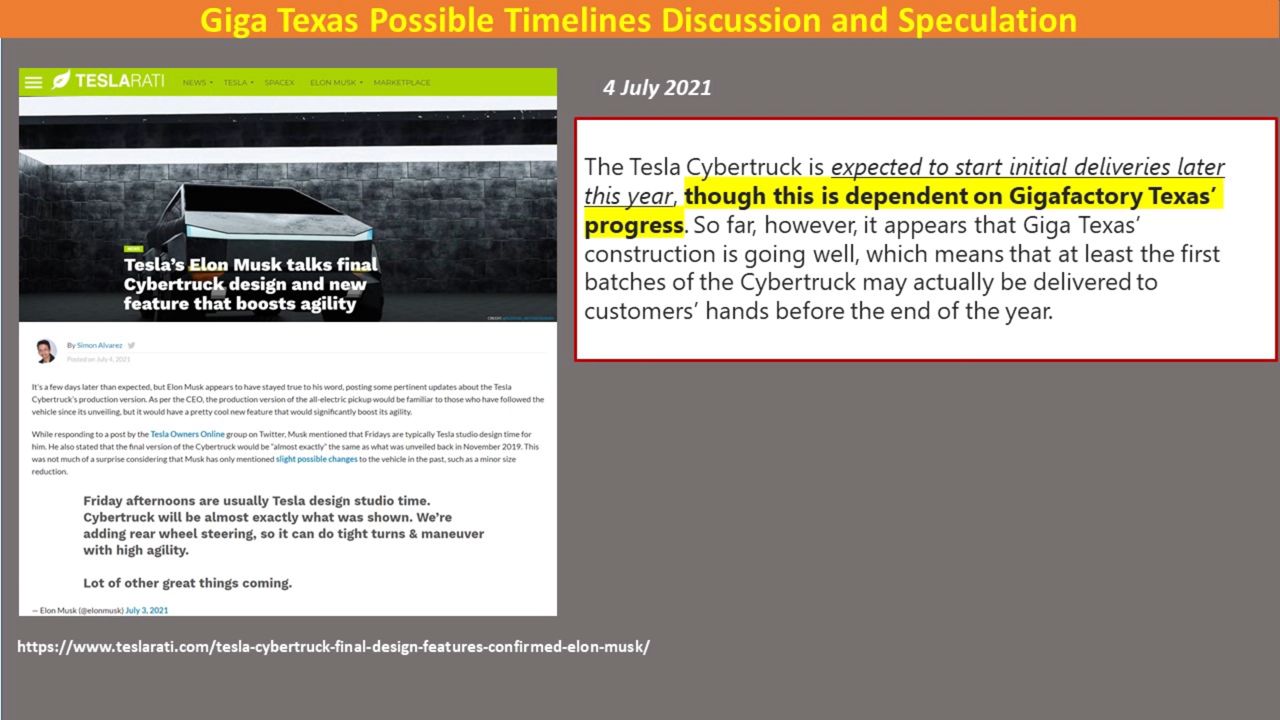 Giga Texas Possible Timelines Discussion and Speculation
TESLARATI
NEWS TESLA SPACEX ELON MUSK MARKETPLACE
NEWS
Tesla's Elon Musk talks final
Cybertruck design and new
feature that boosts agility
By Simon Alvarez
Posted on July 4, 2021
It's a few days later than expected, but Elon Musk appears to have stayed true to his word, posting some pertinent updates about the Tesla
Cybertruck's production version. As per the CEO, the production version of the all-electric pickup would be familiar to those who have followed the
vehicle since its unveiling, but it would have a pretty cool new feature that would significantly boost its agility.
While responding to a post by the Tesla Owners Online group on Twitter, Musk mentioned that Fridays are typically Tesla studio design time for
him. He also stated that the final version of the Cybertruck would be "almost exactly" the same as what was unveiled back in November 2019. This
was not much of a surprise considering that Musk has only mentioned slight possible changes to the vehicle in the past, such as a minor size
reduction.
Friday afternoons are usually Tesla design studio time.
Cybertruck will be almost exactly what was shown. We're
adding rear wheel steering, so it can do tight turns & maneuver
with high agility.
Lot of other great things coming.
— Elon Musk (@elonmusk) July 3, 2021
https://www.teslarati.com/tesla-cybertruck-final-design-features-confirmed-elon-musk/
4 July 2021
The Tesla Cybertruck is expected to start initial deliveries later
this year, though this is dependent on Gigafactory Texas'
progress. So far, however, it appears that Giga Texas'
construction is going well, which means that at least the first
batches of the Cybertruck may actually be delivered to
customers' hands before the end of the year.